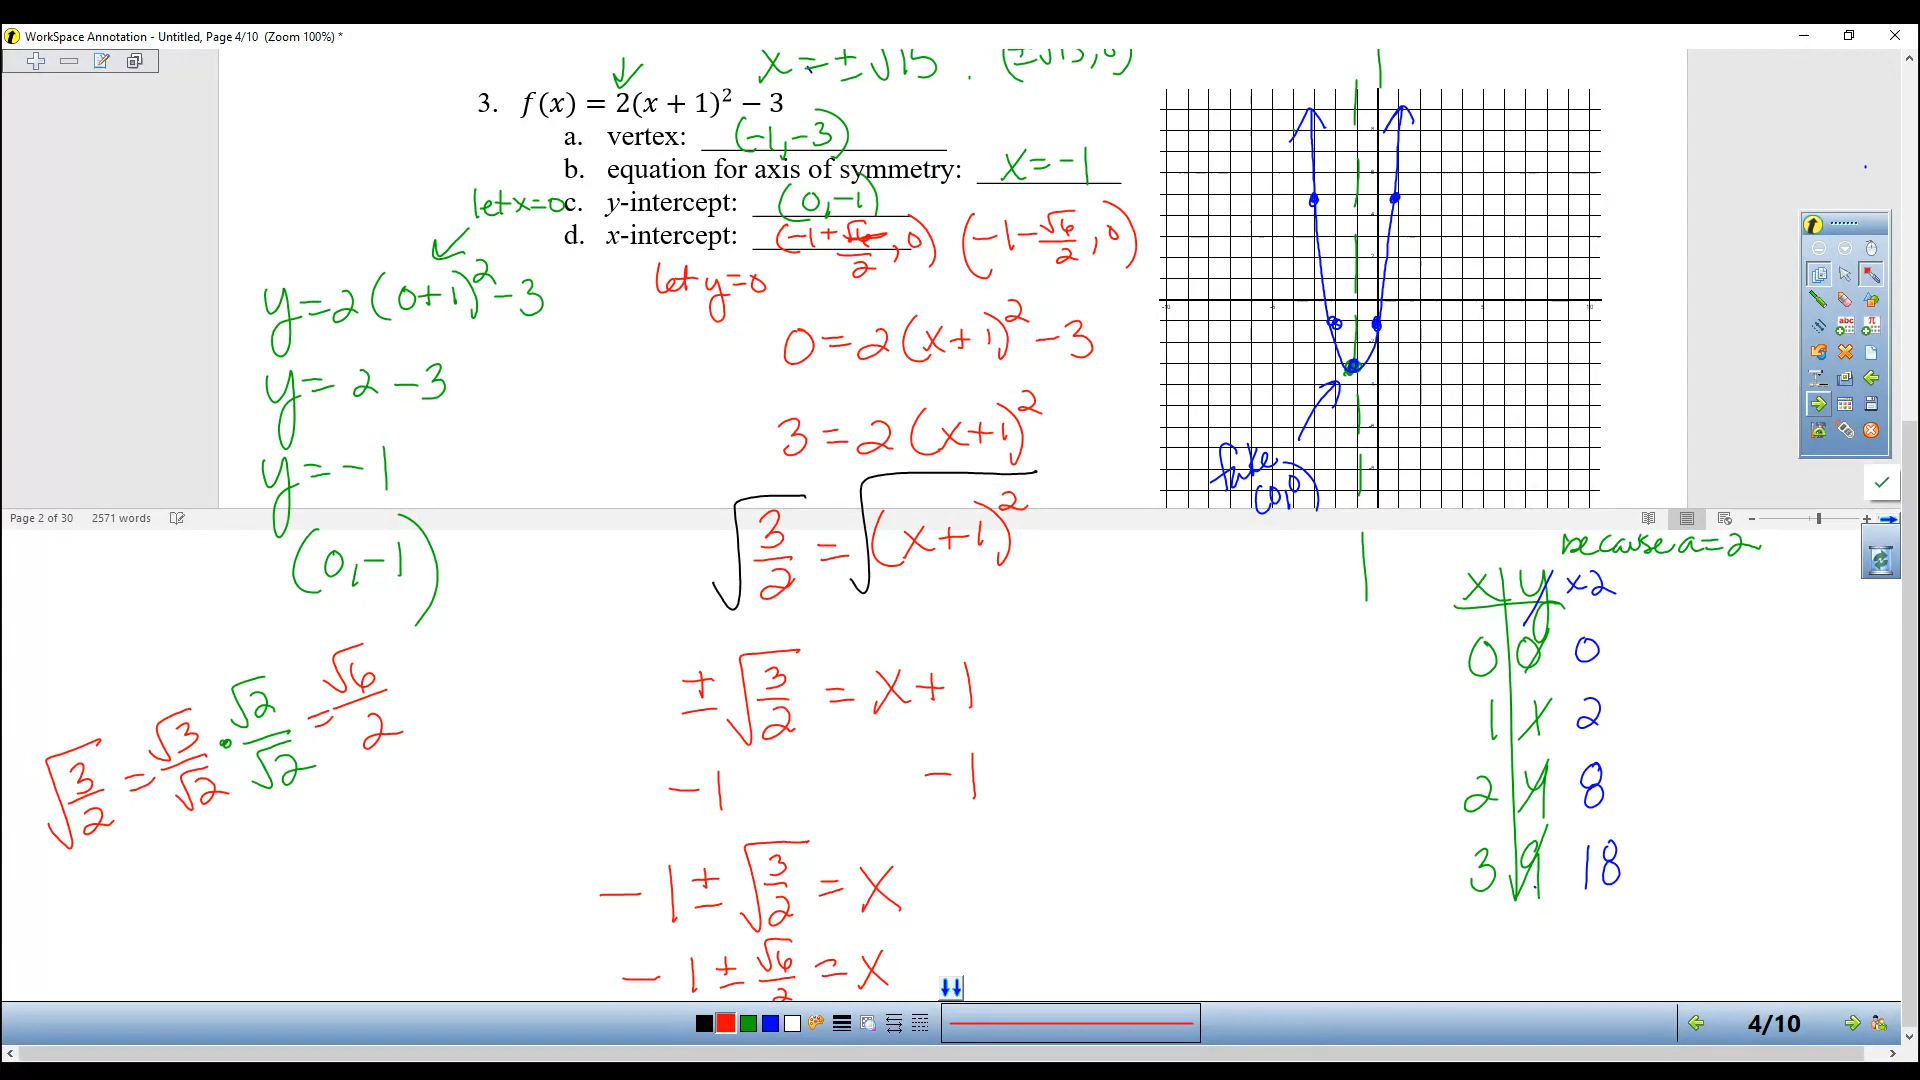 WorkSpace Annotation - Untitled, Page 4/10 (Zoom 100%) *
x = ±√15 . (±√15, 0)
3. f(x) = 2(x + 1)² − 3
a. vertex: (-1, -3)
b. equation for axis of symmetry: x = -1
let x=0
c. y-intercept: (0, -1)
d. x-intercept: (-1 + √6/2, 0) (-1 - √6/2, 0)
let y=0
y = 2(0+1)² - 3
y = 2 - 3
y = -1
(0, -1)
0 = 2(x+1)² - 3
3 = 2(x+1)²
√(3/2) = √(x+1)²
± √(3/2) = x + 1
-1 -1
-1 ± √(3/2) = x
-1 ± √6/2 = x
√(3/2) = √3/√2 • √2/√2 = √6/2
fake (0,0)
because a = 2
x y x2
0 0 0
1 1 2
2 4 8
3 9 18
Page 2 of 30 2571 words
4/10